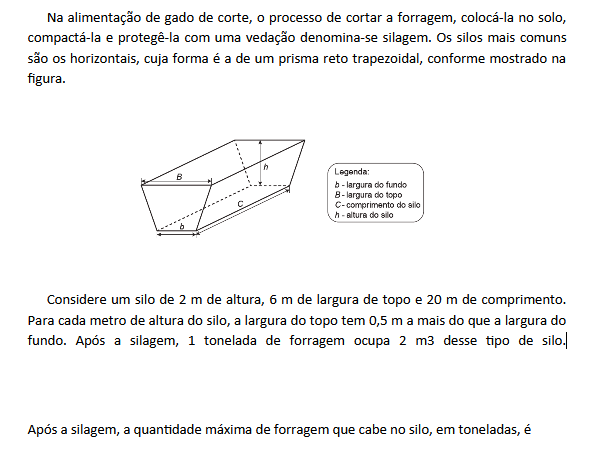 Na alimentação de gado de corte, o processo de cortar a forragem, colocá-la no solo,
compactá-la e protegê-la com uma vedação denomina-se silagem. Os silos mais comuns
são os horizontais, cuja forma é a de um prisma reto trapezoidal, conforme mostrado na
figura.
B
h
C
b
Legenda:
b - largura do fundo
B - largura do topo
C - comprimento do silo
h - altura do silo
Considere um silo de 2 m de altura, 6 m de largura de topo e 20 m de comprimento.
Para cada metro de altura do silo, a largura do topo tem 0,5 m a mais do que a largura do
fundo. Após a silagem, 1 tonelada de forragem ocupa 2 m3 desse tipo de silo.
Após a silagem, a quantidade máxima de forragem que cabe no silo, em toneladas, é